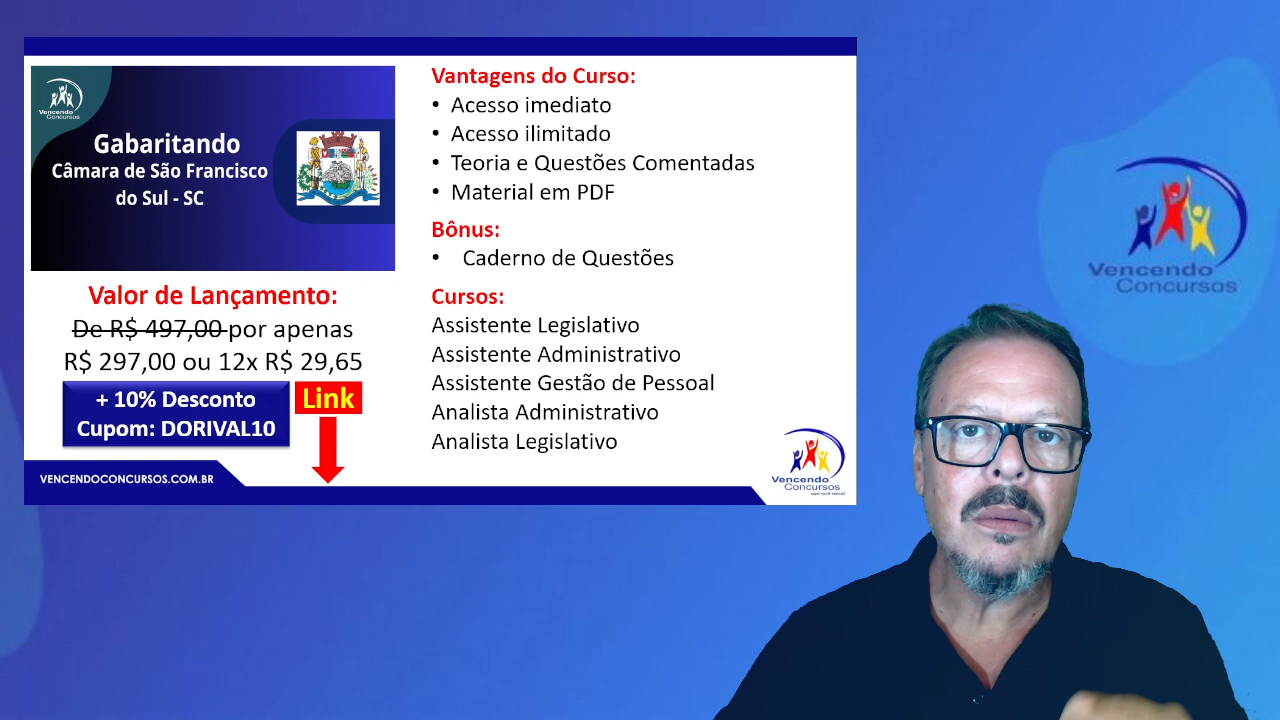 Vencendo
Concursos
Gabaritando
Câmara de São Francisco
do Sul - SC
Valor de Lançamento:
De R$ 497,00 por apenas
R$ 297,00 ou 12x R$ 29,65
+ 10% Desconto
Cupom: DORIVAL10
Link
VENCENDOCONCURSOS.COM.BR
Vantagens do Curso:
• Acesso imediato
• Acesso ilimitado
• Teoria e Questões Comentadas
• Material em PDF
Bônus:
• Caderno de Questões
Cursos:
Assistente Legislativo
Assistente Administrativo
Assistente Gestão de Pessoal
Analista Administrativo
Analista Legislativo
Vencendo
Concursos
aqui você vence!
Vencendo
Concursos